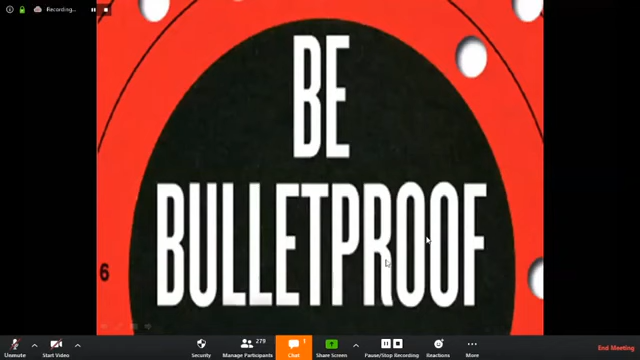 Recording...
BE
BULLETPROOF
6
279
1
Unmute
Start Video
Security
Manage Participants
Chat
Share Screen
Pause/Stop Recording
Reactions
More
End Meeting